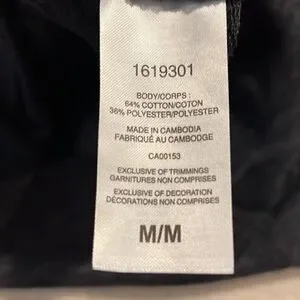 1619301
BODY/CORPS :
64% COTTON/COTON
36% POLYESTER/POLYESTER
MADE IN CAMBODIA
FABRIQUÉ AU CAMBODGE
CA00153
EXCLUSIVE OF TRIMMINGS
GARNITURES NON COMPRISES
EXCLUSIVE OF DECORATION
DÉCORATIONS NON COMPRISES
M/M